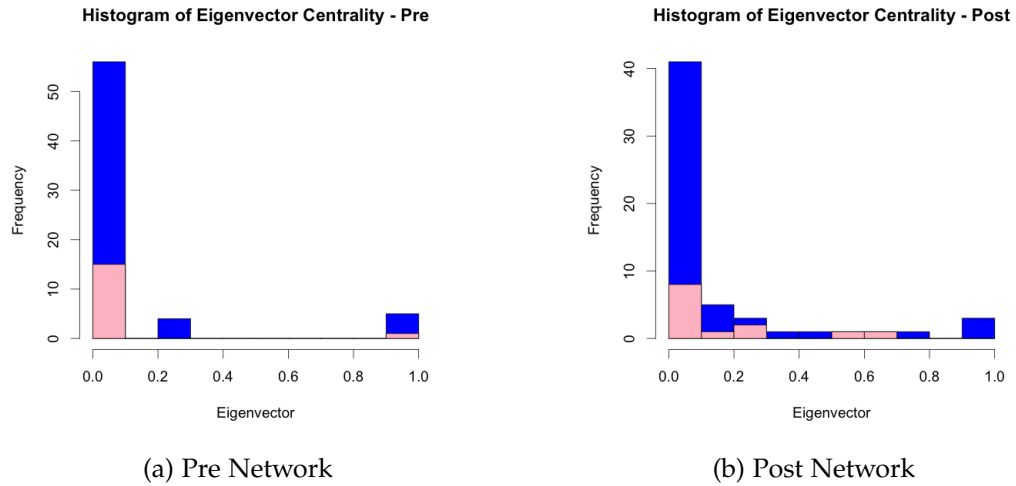 Histogram of Eigenvector Centrality - Pre
Frequency
50
40
30
20
10
0
0.0 0.2 0.4 0.6 0.8 1.0
Eigenvector
(a) Pre Network
Histogram of Eigenvector Centrality - Post
Frequency
40
30
20
10
0
0.0 0.2 0.4 0.6 0.8 1.0
Eigenvector
(b) Post Network